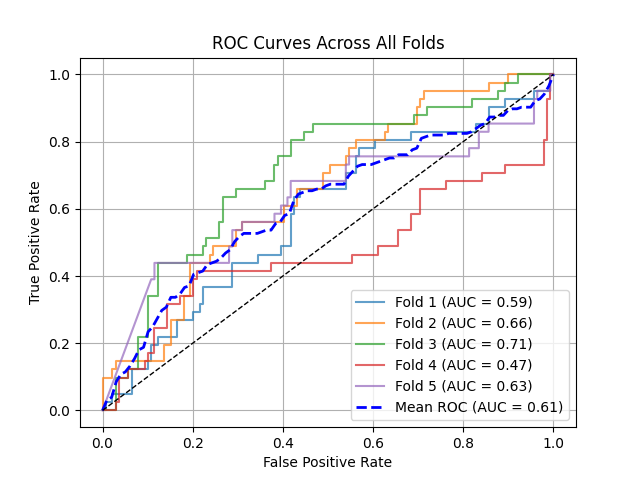 ROC Curves Across All Folds
True Positive Rate
1.0
0.8
0.6
0.4
0.2
0.0
Fold 1 (AUC = 0.59)
Fold 2 (AUC = 0.66)
Fold 3 (AUC = 0.71)
Fold 4 (AUC = 0.47)
Fold 5 (AUC = 0.63)
Mean ROC (AUC = 0.61)
0.0 0.2 0.4 0.6 0.8 1.0
False Positive Rate